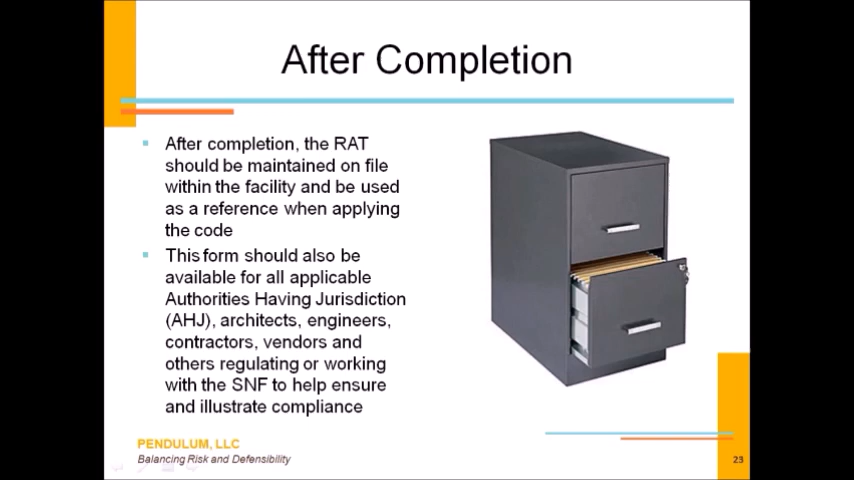 After Completion
After completion, the RAT
should be maintained on file
within the facility and be used
as a reference when applying
the code
This form should also be
available for all applicable
Authorities Having Jurisdiction
(AHJ), architects, engineers,
contractors, vendors and
others regulating or working
with the SNF to help ensure
and illustrate compliance
PENDULUM, LLC
Balancing Risk and Defensibility
23